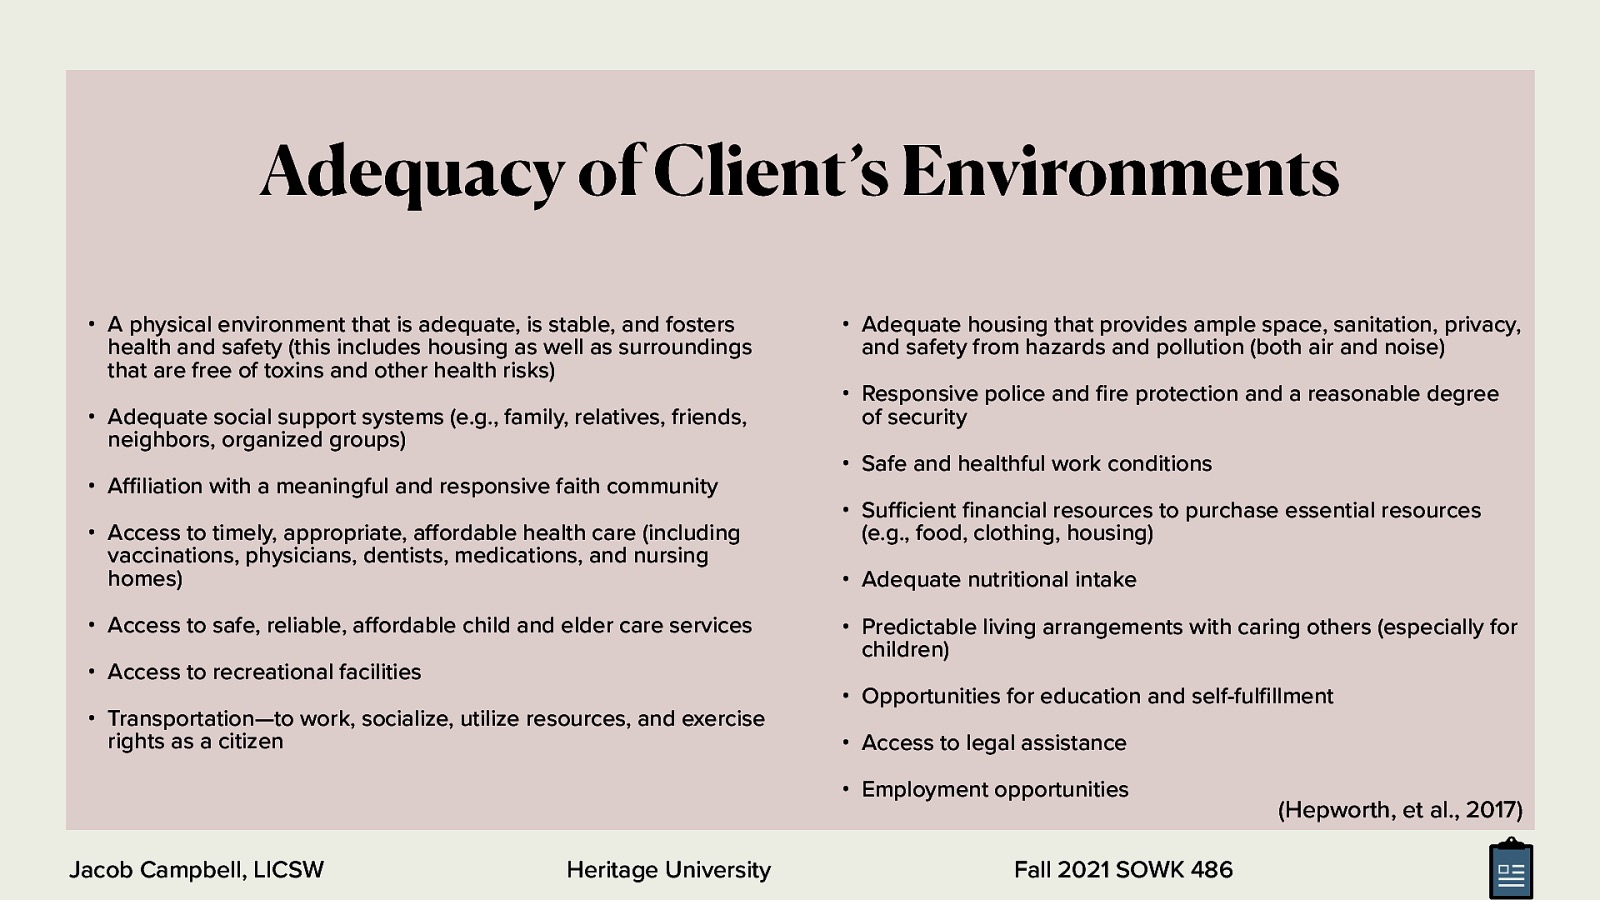 Adequacy of Client’s Environments
• A physical environment that is adequate, is stable, and fosters
health and safety (this includes housing as well as surroundings
that are free of toxins and other health risks)
• Adequate social support systems (e.g., family, relatives, friends,
neighbors, organized groups)
• Affiliation with a meaningful and responsive faith community
• Access to timely, appropriate, affordable health care (including
vaccinations, physicians, dentists, medications, and nursing
homes)
• Access to safe, reliable, affordable child and elder care services
• Access to recreational facilities
• Transportation—to work, socialize, utilize resources, and exercise
rights as a citizen
• Adequate housing that provides ample space, sanitation, privacy,
and safety from hazards and pollution (both air and noise)
• Responsive police and fire protection and a reasonable degree
of security
• Safe and healthful work conditions
• Sufficient financial resources to purchase essential resources
(e.g., food, clothing, housing)
• Adequate nutritional intake
• Predictable living arrangements with caring others (especially for
children)
• Opportunities for education and self-fulfillment
• Access to legal assistance
• Employment opportunities
(Hepworth, et al., 2017)
Jacob Campbell, LICSW
Heritage University
Fall 2021 SOWK 486